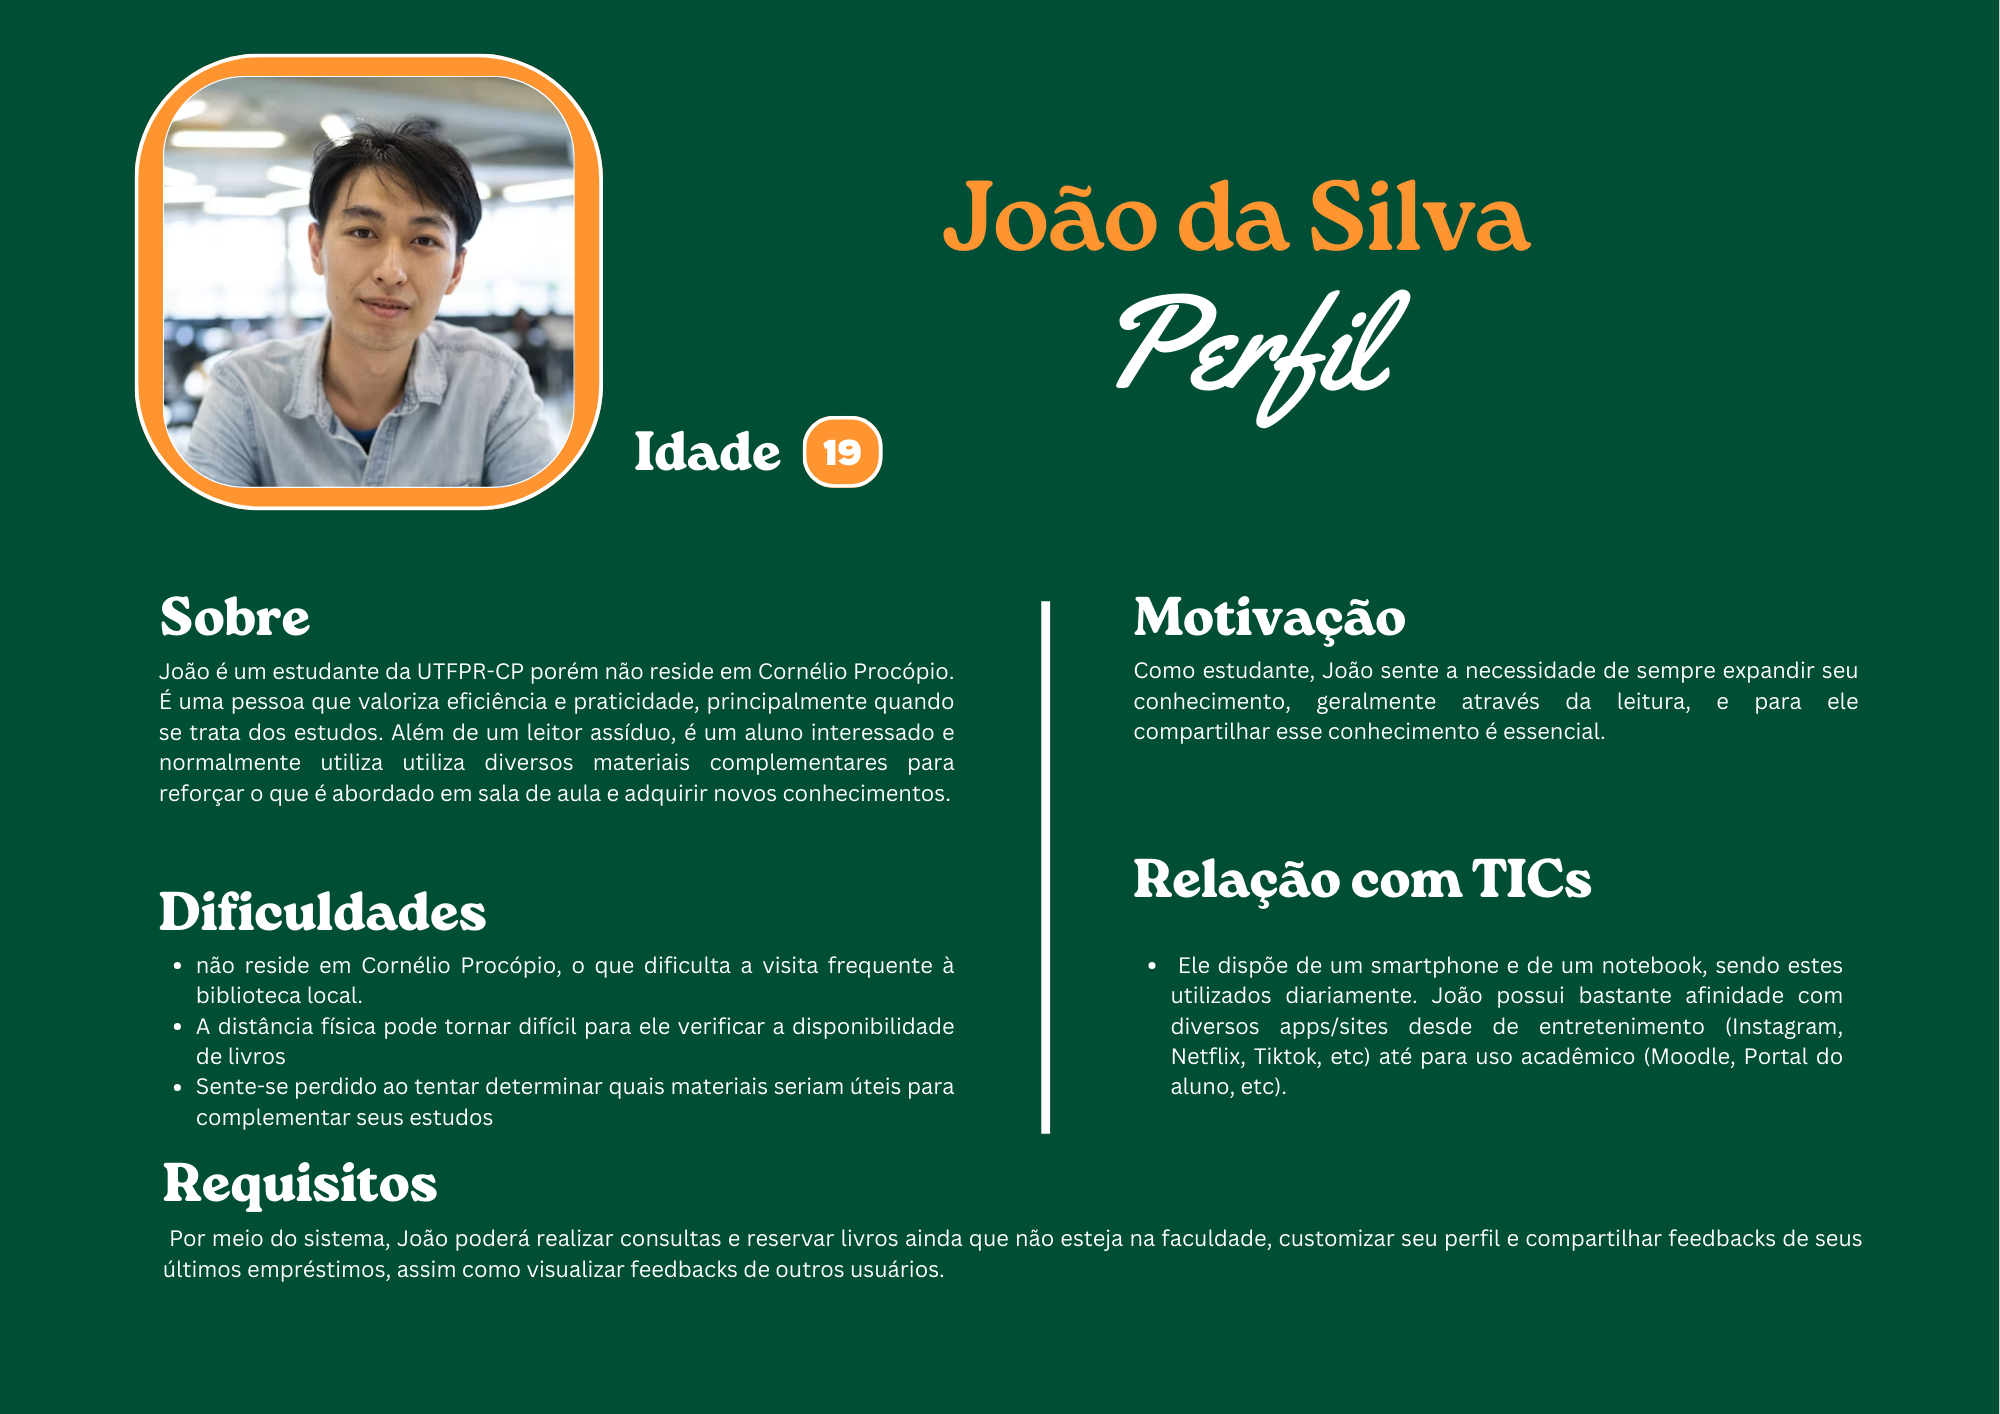 João da Silva
Perfil
Idade 19
Sobre
João é um estudante da UTFPR-CP porém não reside em Cornélio Procópio.
É uma pessoa que valoriza eficiência e praticidade, principalmente quando
se trata dos estudos. Além de um leitor assíduo, é um aluno interessado e
normalmente utiliza utiliza diversos materiais complementares para
reforçar o que é abordado em sala de aula e adquirir novos conhecimentos.
Dificuldades
• não reside em Cornélio Procópio, o que dificulta a visita frequente à
biblioteca local.
• A distância física pode tornar difícil para ele verificar a disponibilidade
de livros
• Sente-se perdido ao tentar determinar quais materiais seriam úteis para
complementar seus estudos
Motivação
Como estudante, João sente a necessidade de sempre expandir seu
conhecimento, geralmente através da leitura, e para ele
compartilhar esse conhecimento é essencial.
Relação com TICs
• Ele dispõe de um smartphone e de um notebook, sendo estes
utilizados diariamente. João possui bastante afinidade com
diversos apps/sites desde de entretenimento (Instagram,
Netflix, Tiktok, etc) até para uso acadêmico (Moodle, Portal do
aluno, etc).
Requisitos
Por meio do sistema, João poderá realizar consultas e reservar livros ainda que não esteja na faculdade, customizar seu perfil e compartilhar feedbacks de seus
últimos empréstimos, assim como visualizar feedbacks de outros usuários.